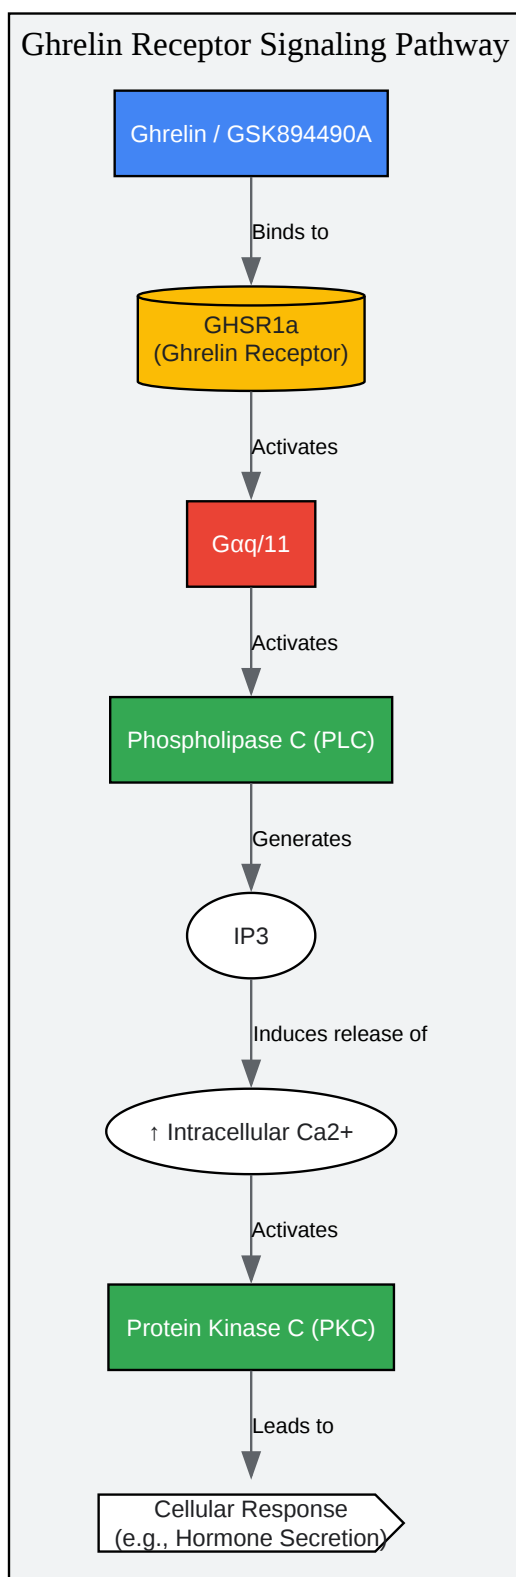 Ghrelin Receptor Signaling Pathway
Ghrelin / GSK894490A
Binds to
GHSR1a
(Ghrelin Receptor)
Activates
Gαq/11
Activates
Phospholipase C (PLC)
Generates
IP3
Induces release of
↑ Intracellular Ca2+
Activates
Protein Kinase C (PKC)
Leads to
Cellular Response
(e.g., Hormone Secretion)